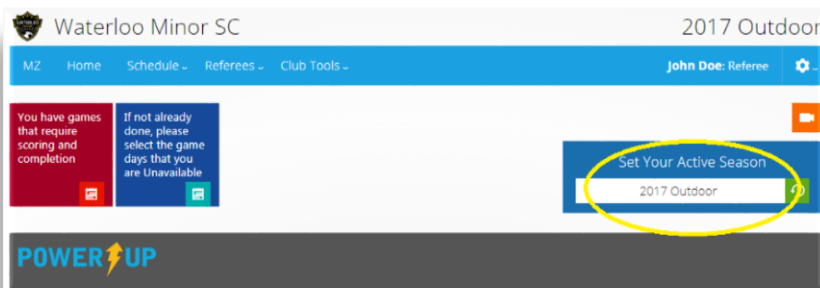 Waterloo Minor SC
2017 Outdoor
MZ Home Schedule Referees Club Tools
John Doe: Referee
You have games
that require
scoring and
completion
If not already
done, please
select the game
days that you
are Unavailable
Set Your Active Season
2017 Outdoor
POWER UP